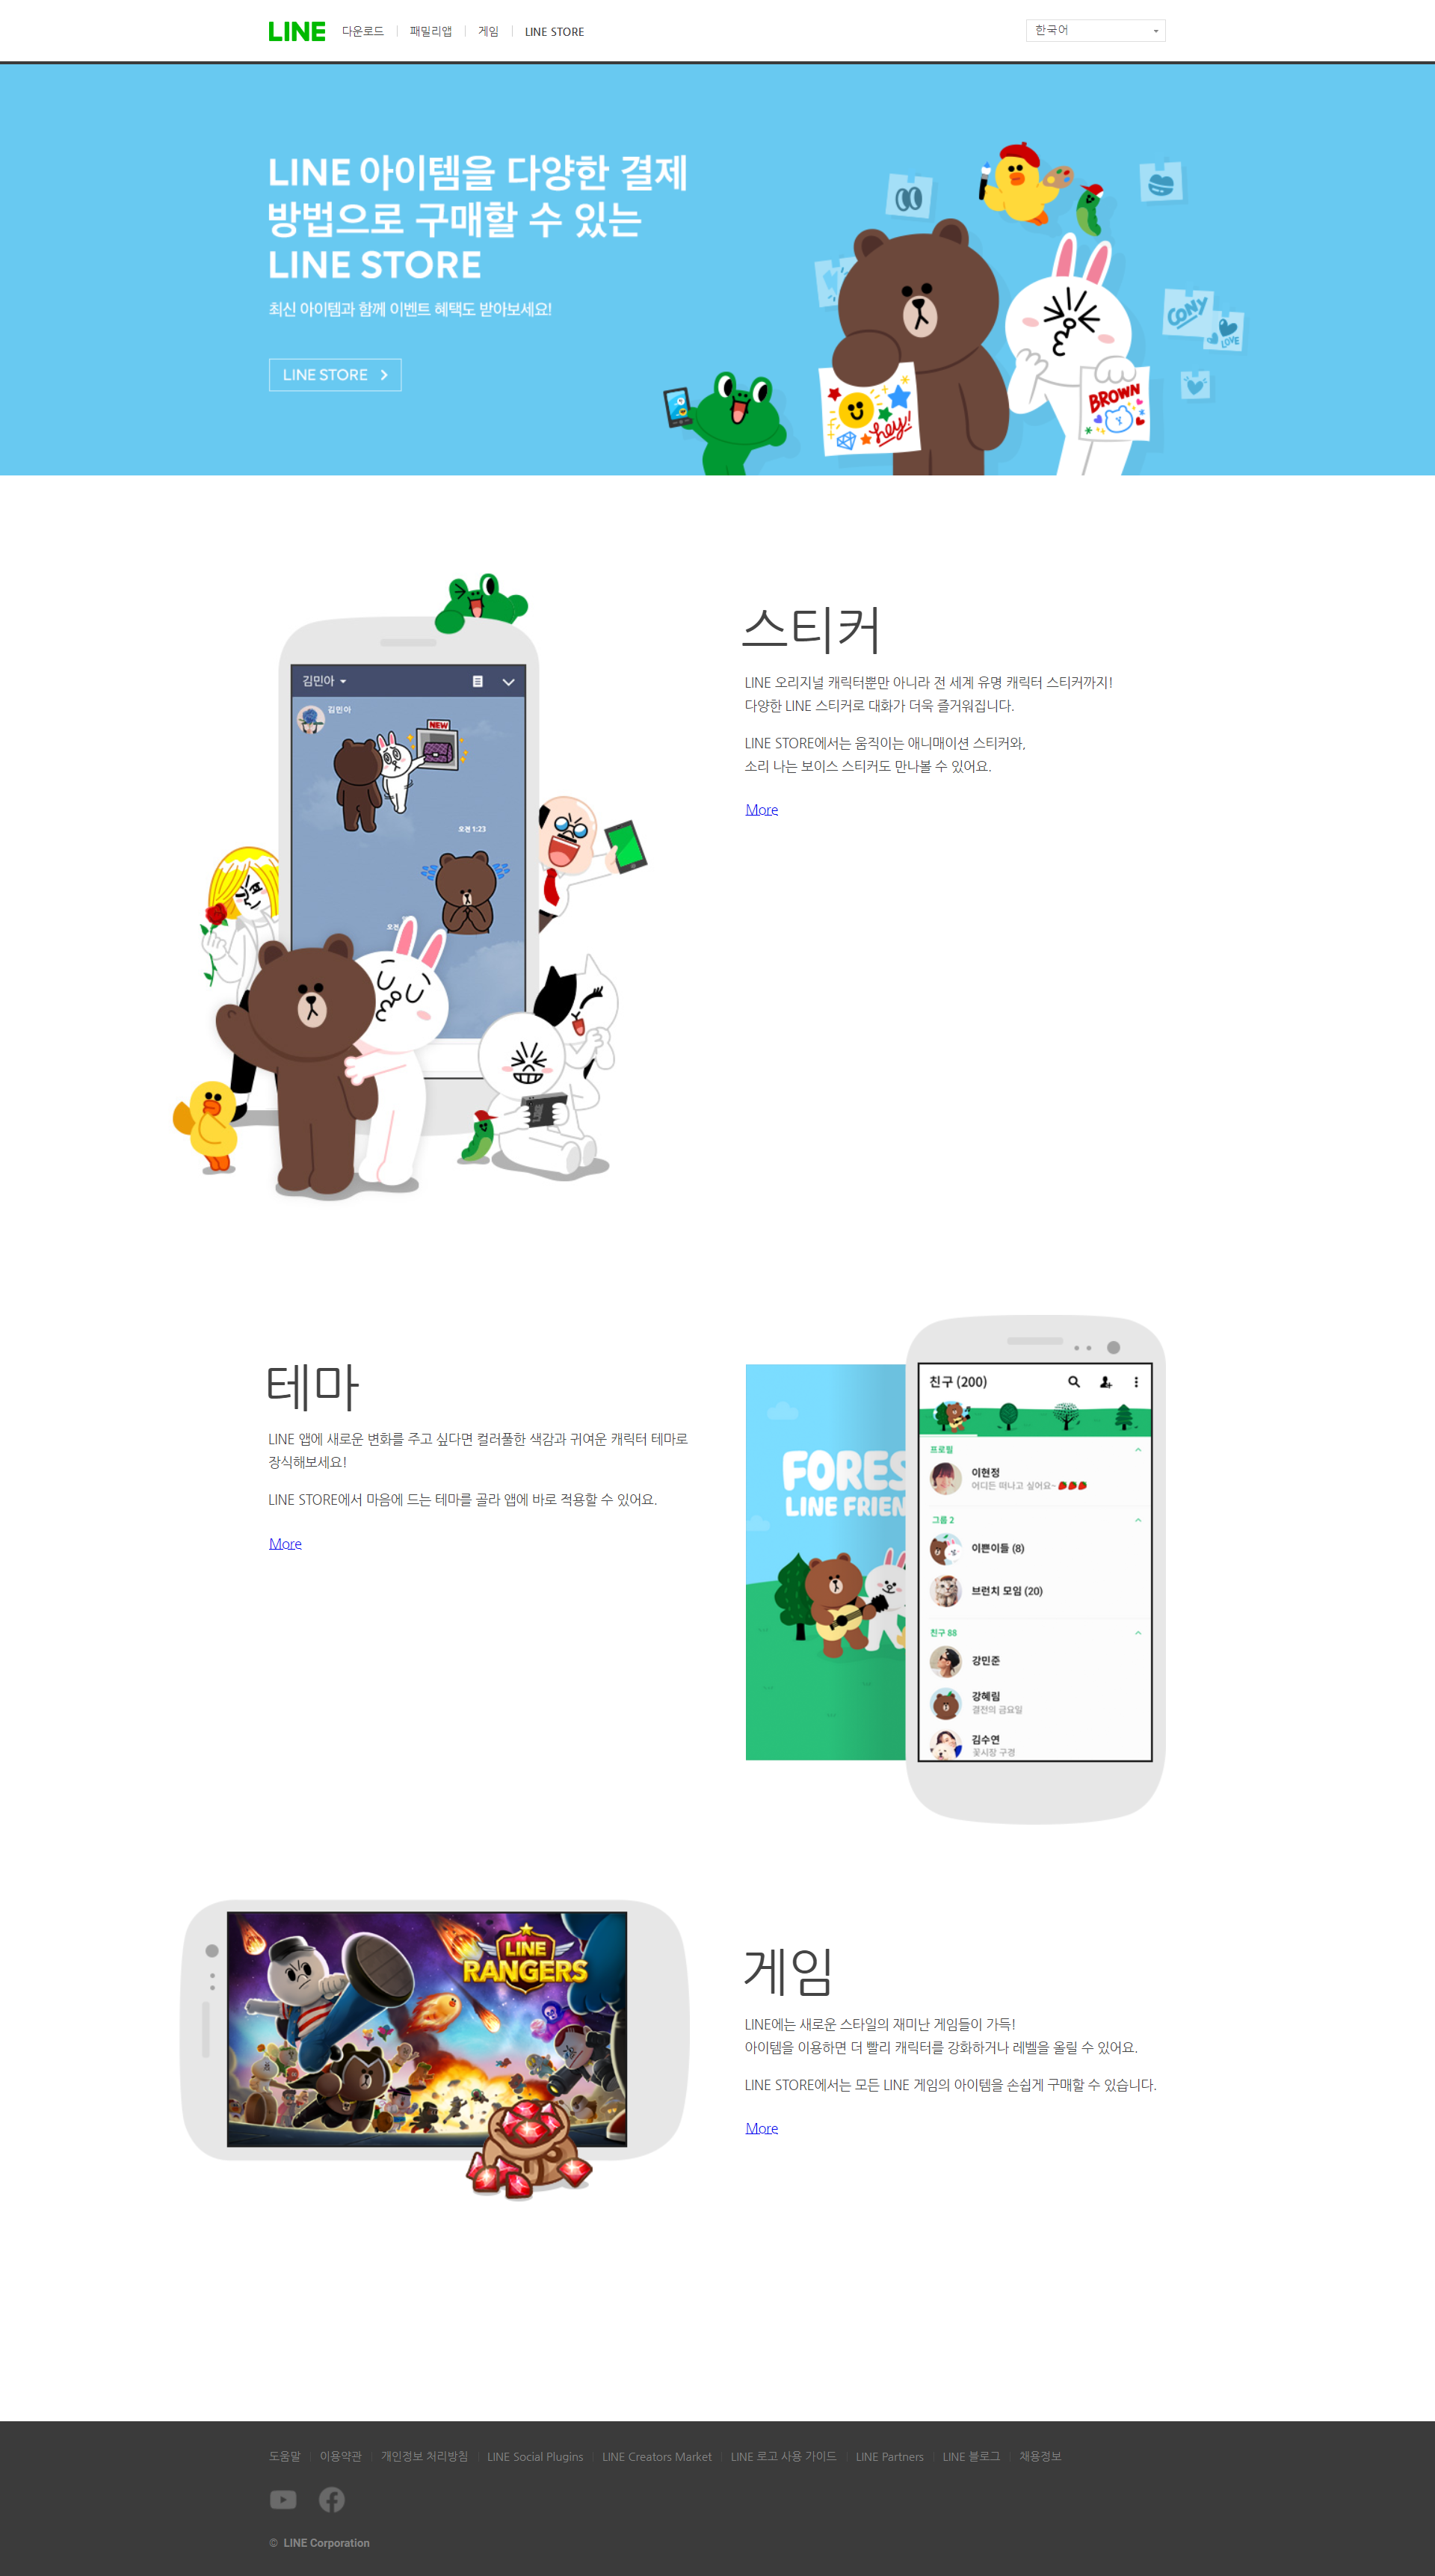 LINE 다운로드 패밀리앱 게임 LINE STORE 한국어
LINE 아이템을 다양한 결제
방법으로 구매할 수 있는
LINE STORE
최신 아이템과 함께 이벤트 혜택도 받아보세요!
LINE STORE
CONY
LOVE
hey!
BROWN
스티커
LINE 오리지널 캐릭터뿐만 아니라 전 세계 유명 캐릭터 스티커까지!
다양한 LINE 스티커로 대화가 더욱 즐거워집니다.
LINE STORE에서는 움직이는 애니매이션 스티커와,
소리 나는 보이스 스티커도 만나볼 수 있어요.
More
김민아
김민아
NEW
오전 1:23
오전
테마
LINE 앱에 새로운 변화를 주고 싶다면 컬러풀한 색감과 귀여운 캐릭터 테마로
장식해보세요!
LINE STORE에서 마음에 드는 테마를 골라 앱에 바로 적용할 수 있어요.
More
FORES
LINE FRIEN
친구 (200)
프로필
이현정
어디든 떠나고 싶어요~
그룹 2
이쁜이들 (8)
브런치 모임 (20)
친구 88
강민준
강혜림
결전의 금요일
김수연
꽃시장 구경
LINE
RANGERS
게임
LINE에는 새로운 스타일의 재미난 게임들이 가득!
아이템을 이용하면 더 빨리 캐릭터를 강화하거나 레벨을 올릴 수 있어요.
LINE STORE에서는 모든 LINE 게임의 아이템을 손쉽게 구매할 수 있습니다.
More
도움말 이용약관 개인정보 처리방침 LINE Social Plugins LINE Creators Market LINE 로고 사용 가이드 LINE Partners LINE 블로그 채용정보
© LINE Corporation